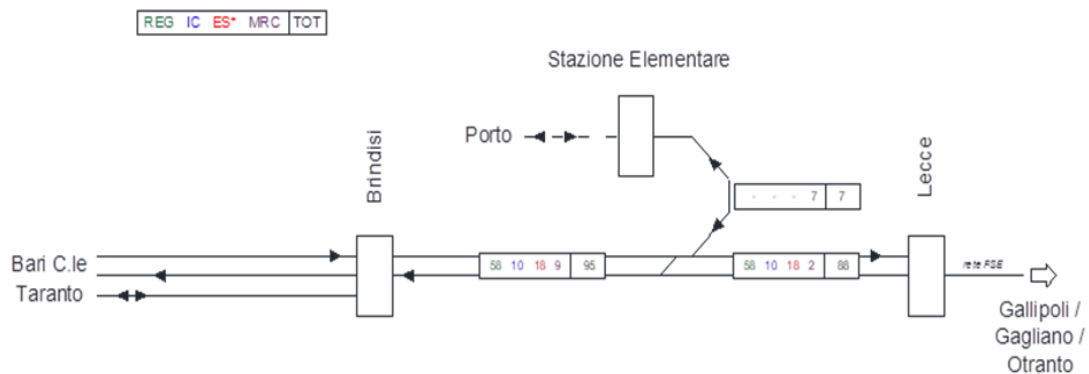 REG IC ES* MRC TOT
Stazione Elementare
Porto
Brindisi
Lecce
- - - 7 7
Bari C.le
58 10 18 9 95
58 10 18 2 88
rete FSE
Taranto
Gallipoli /
Gagliano /
Otranto